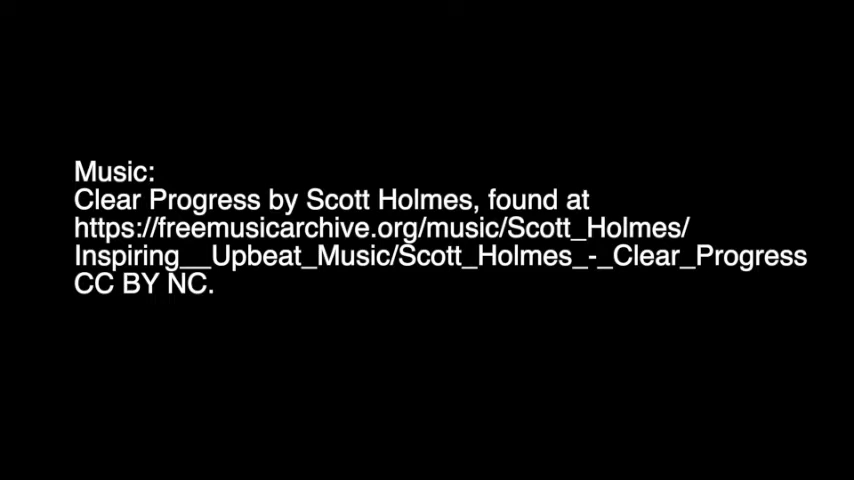 Music:
Clear Progress by Scott Holmes, found at
https://freemusicarchive.org/music/Scott_Holmes/
Inspiring__Upbeat_Music/Scott_Holmes_-_Clear_Progress
CC BY NC.